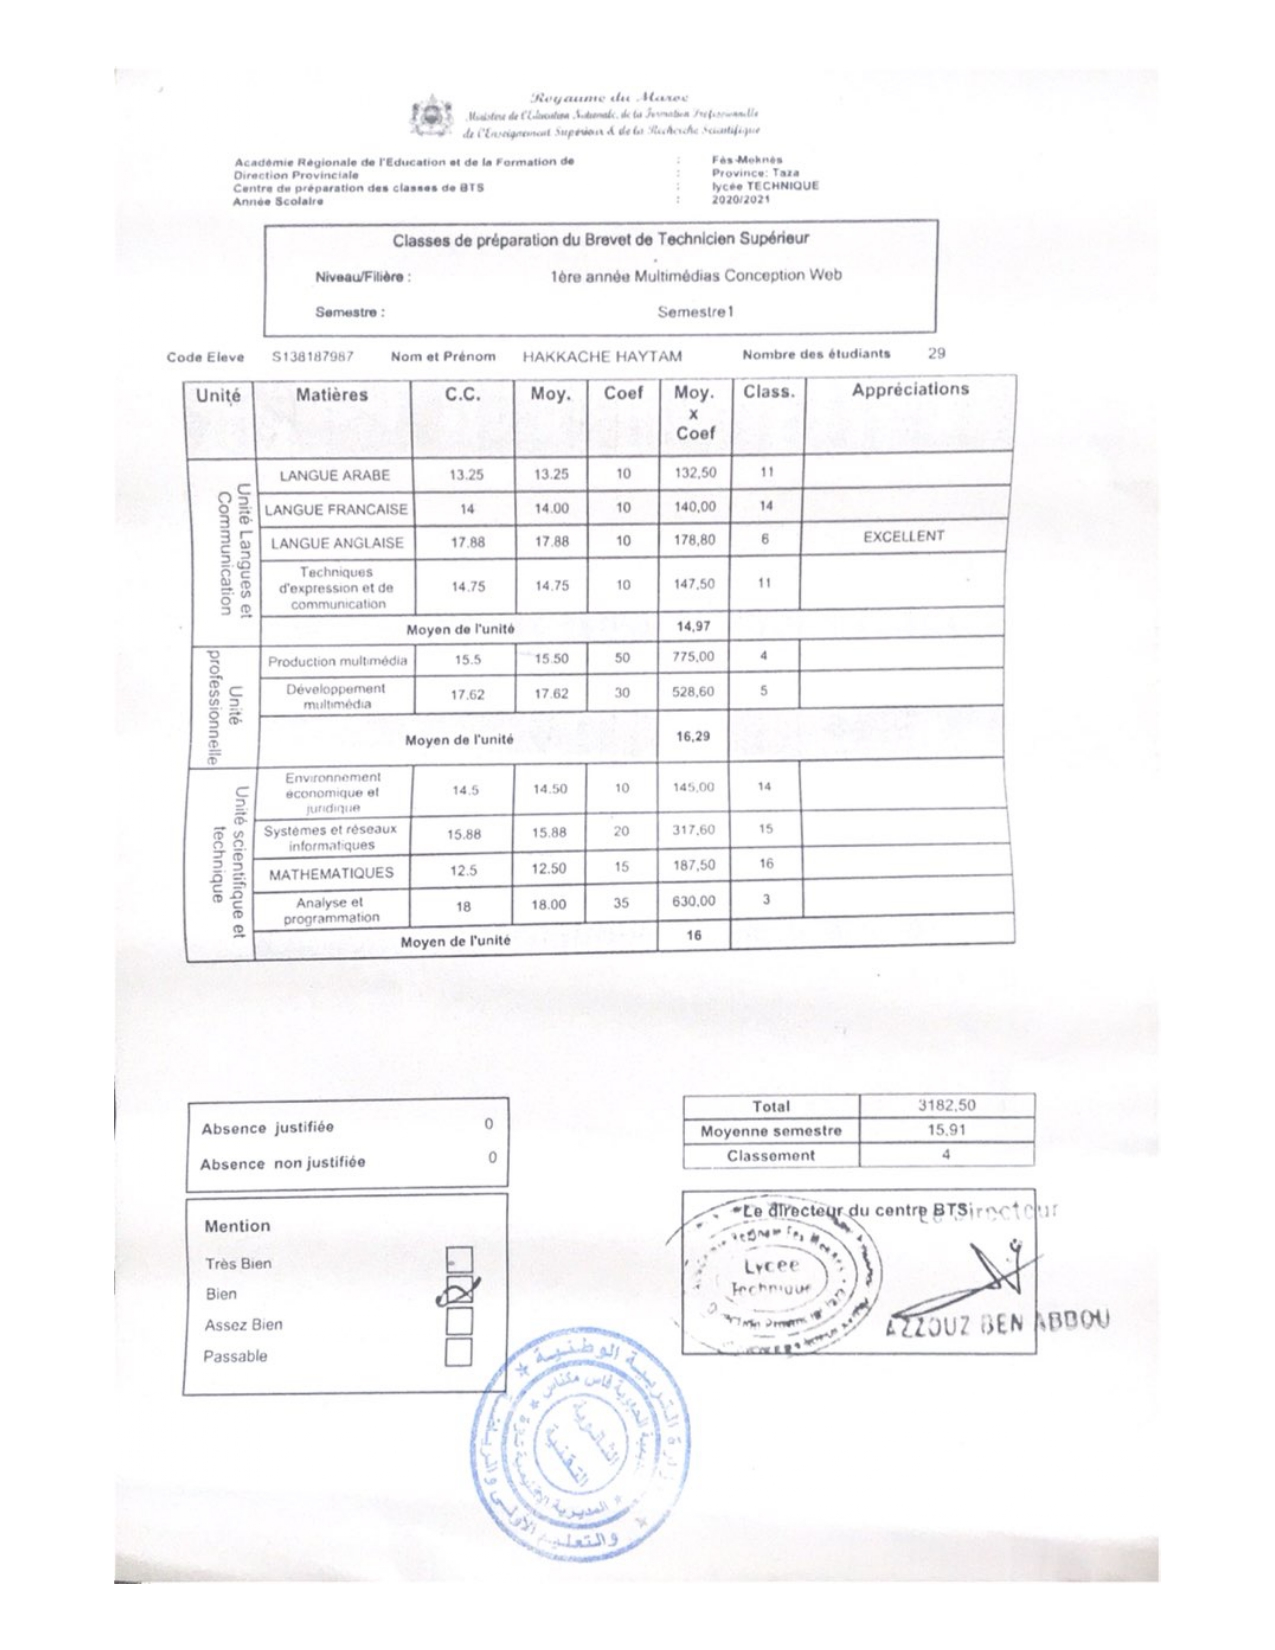 Royaume du Maroc
Ministère de l'Education Nationale, de la Formation Professionnelle
de l'Enseignement Supérieur & de la Recherche Scientifique
Académie Régionale de l'Education et de la Formation de : Fès-Meknès
Direction Provinciale : Province: Taza
Centre de préparation des classes de BTS : lycée TECHNIQUE
Année Scolaire : 2020/2021
Classes de préparation du Brevet de Technicien Supérieur
Niveau/Filière : 1ère année Multimédias Conception Web
Semestre : Semestre1
Code Eleve S138187987 Nom et Prénom HAKKACHE HAYTAM Nombre des étudiants 29
Unité Matières C.C. Moy. Coef Moy. x Coef Class. Appréciations
Unité Langues et Communication
LANGUE ARABE 13.25 13.25 10 132,50 11
LANGUE FRANCAISE 14 14.00 10 140,00 14
LANGUE ANGLAISE 17.88 17.88 10 178,80 6 EXCELLENT
Techniques d'expression et de communication 14.75 14.75 10 147,50 11
Moyen de l'unité 14,97
Unité professionnelle
Production multimédia 15.5 15.50 50 775,00 4
Développement multimédia 17.62 17.62 30 528,60 5
Moyen de l'unité 16,29
Unité scientifique et technique
Environnement économique et juridique 14.5 14.50 10 145,00 14
Systèmes et réseaux informatiques 15.88 15.88 20 317,60 15
MATHEMATIQUES 12.5 12.50 15 187,50 16
Analyse et programmation 18 18.00 35 630,00 3
Moyen de l'unité 16
Absence justifiée 0
Absence non justifiée 0
Total 3182,50
Moyenne semestre 15,91
Classement 4
Mention
Très Bien
Bien
Assez Bien
Passable
Le directeur du centre BTS
Directeur
Lycee
Technique
AZZOUZ BEN ABDOU
التربية الوطنية
والتعليم الأولي والرياضة
فاس مكناس
المديرية الإقليمية
الثانوية
التقنية